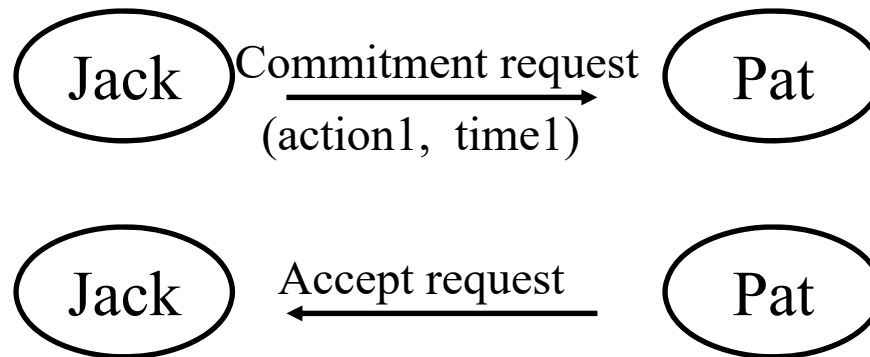 Jack Commitment request Pat
(action1, time1)
Jack Accept request Pat